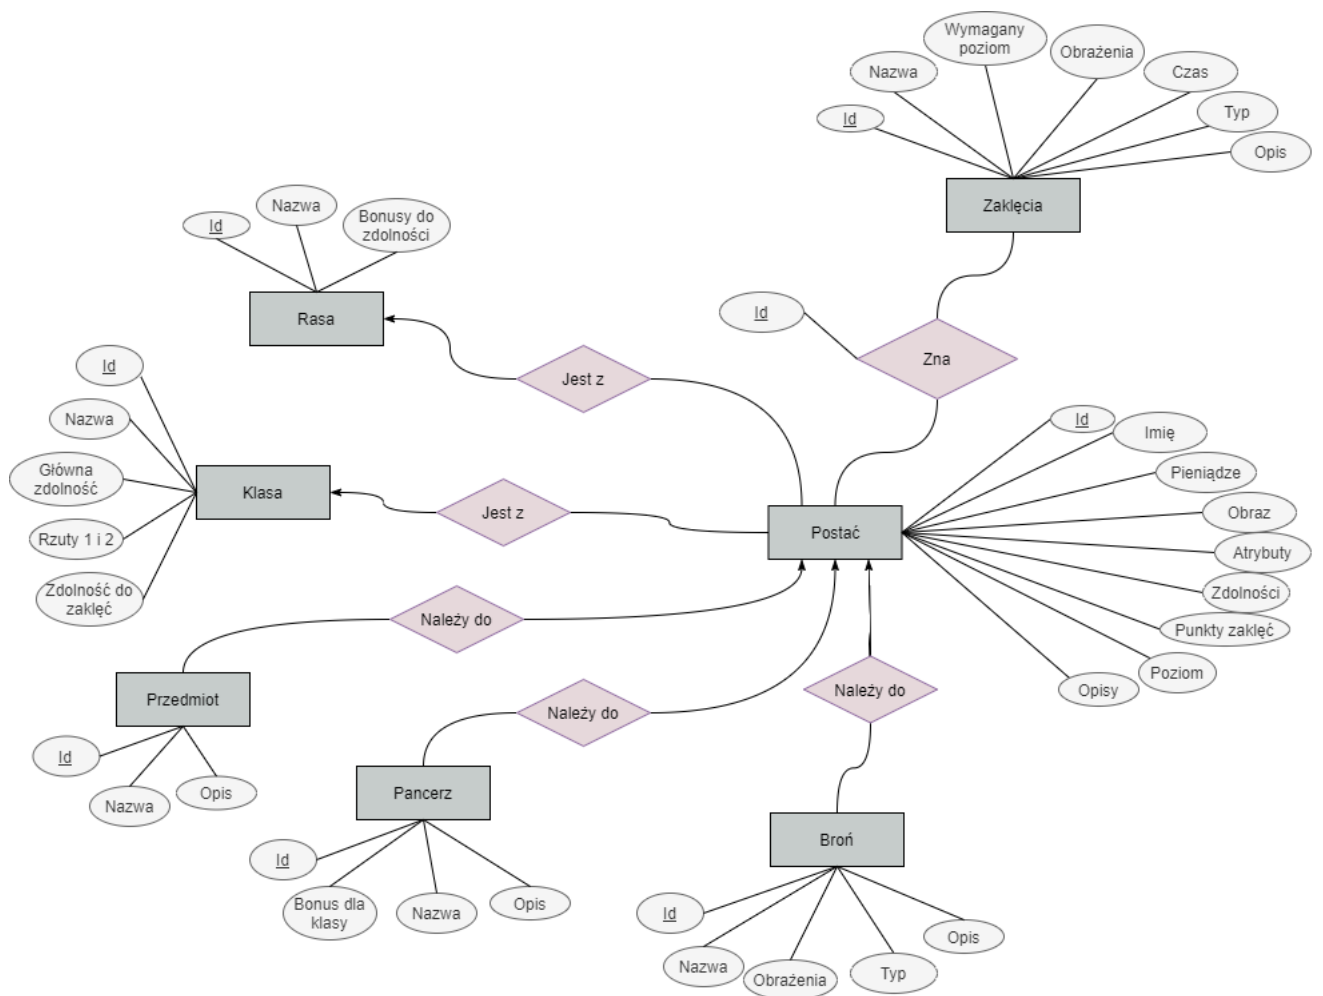 Wymagany
poziom
Obrażenia
Nazwa
Czas
Id
Typ
Opis
Zaklęcia
Id
Nazwa
Bonusy do
zdolności
Rasa
Id
Zna
Jest z
Id
Nazwa
Główna
zdolność
Rzuty 1 i 2
Zdolność do
zaklęć
Klasa
Jest z
Postać
Id
Imię
Pieniądze
Obraz
Atrybuty
Zdolności
Punkty zaklęć
Poziom
Opisy
Należy do
Przedmiot
Id
Nazwa
Opis
Należy do
Pancerz
Id
Bonus dla
klasy
Nazwa
Opis
Należy do
Broń
Id
Nazwa
Obrażenia
Typ
Opis